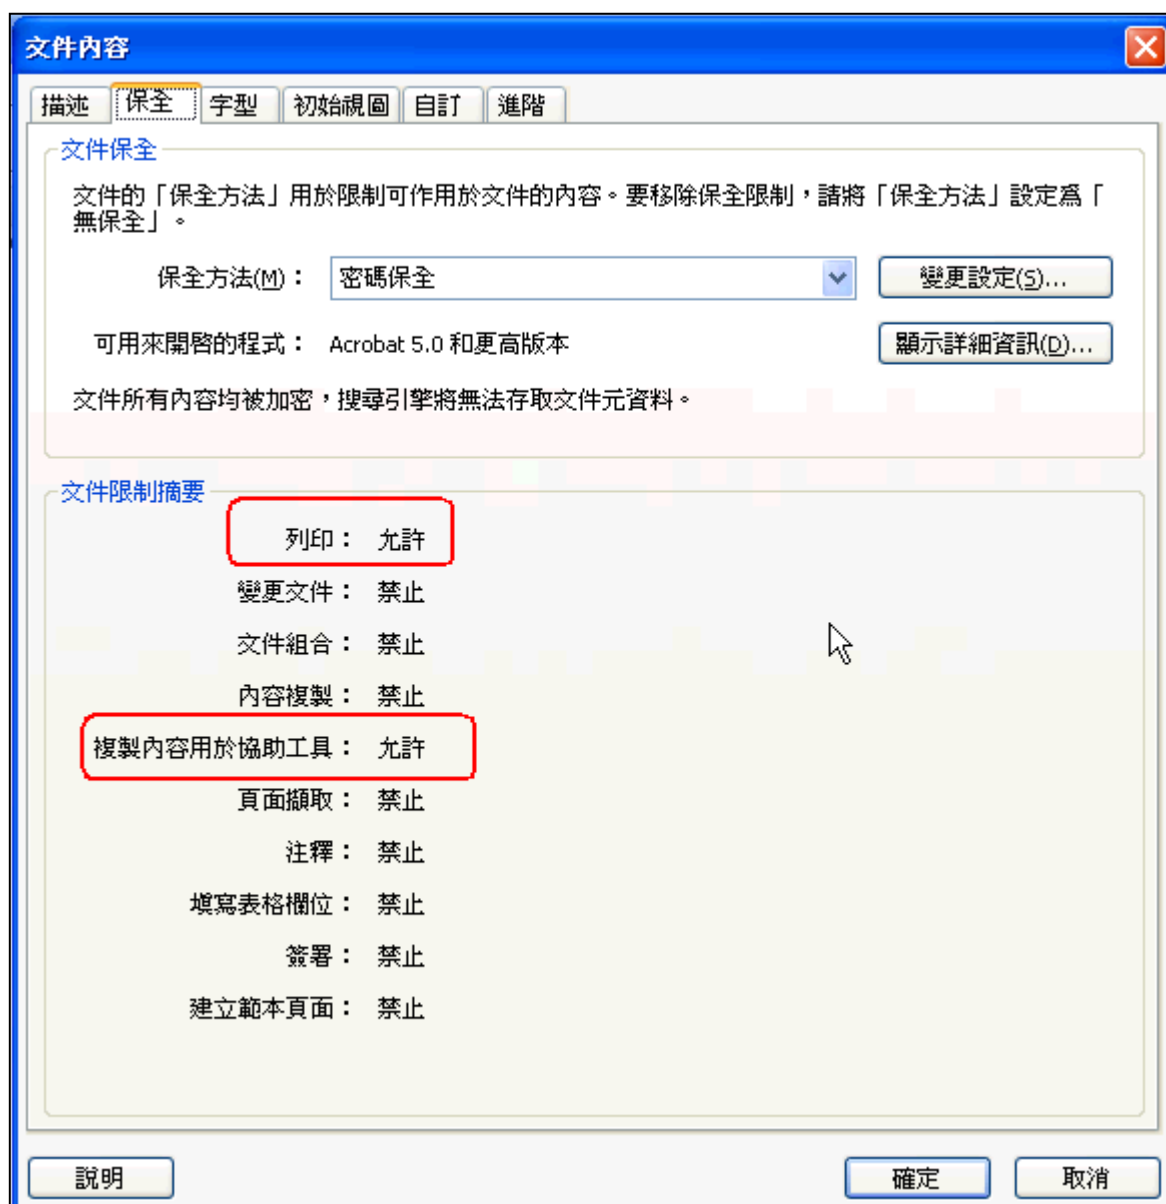 文件內容
描述 保全 字型 初始視圖 自訂 進階
文件保全
文件的「保全方法」用於限制可作用於文件的內容。要移除保全限制，請將「保全方法」設定為「
無保全」。
保全方法(M)： 密碼保全 變更設定(S)...
可用來開啓的程式： Acrobat 5.0 和更高版本 顯示詳細資訊(D)...
文件所有內容均被加密，搜尋引擎將無法存取文件元資料。
文件限制摘要
列印： 允許
變更文件： 禁止
文件組合： 禁止
內容複製： 禁止
複製內容用於協助工具： 允許
頁面擷取： 禁止
注釋： 禁止
填寫表格欄位： 禁止
簽署： 禁止
建立範本頁面： 禁止
說明 確定 取消